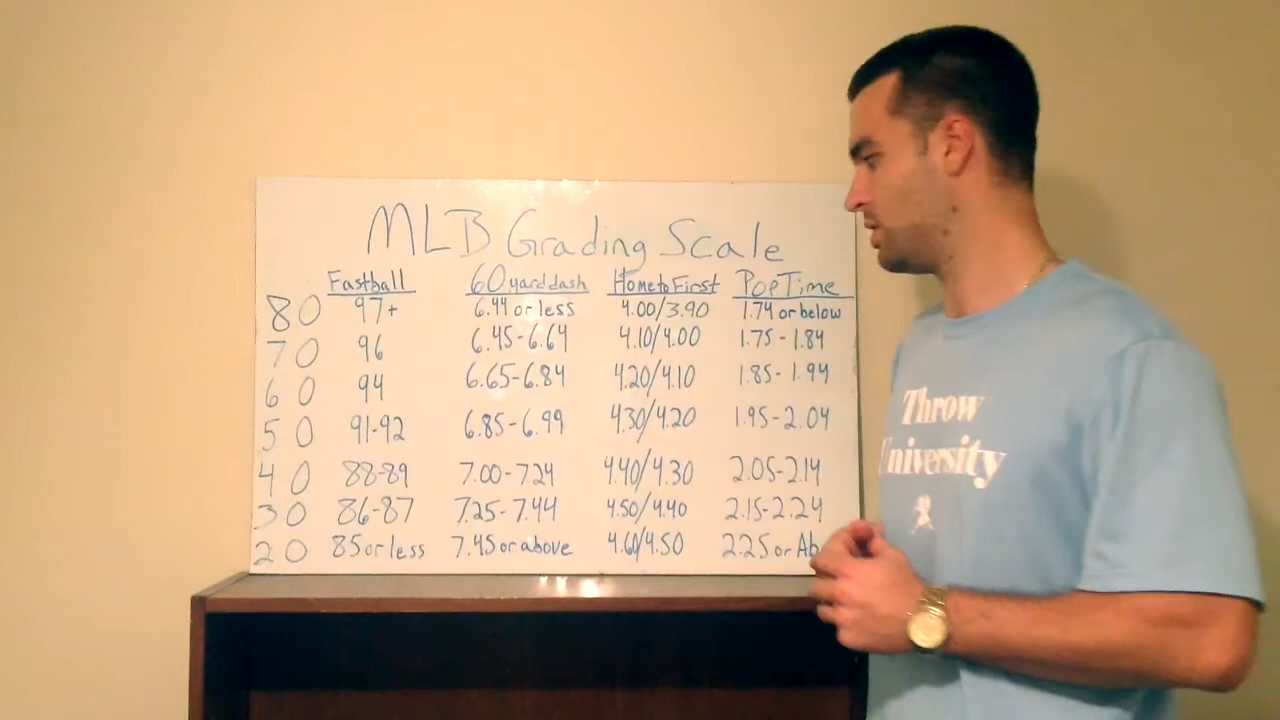 MLB Grading Scale
Fastball 60 yard dash Home to First Pop Time
80 97+ 6.44 or less 4.00/3.90 1.74 or below
70 96 6.45-6.64 4.10/4.00 1.75-1.84
60 94 6.65-6.84 4.20/4.10 1.85-1.94
50 91-92 6.85-6.99 4.30/4.20 1.95-2.04
40 88-89 7.00-7.24 4.40/4.30 2.05-2.14
30 86-87 7.25-7.44 4.50/4.40 2.15-2.24
20 85 or less 7.45 or above 4.60/4.50 2.25 or Ab
Throw
University